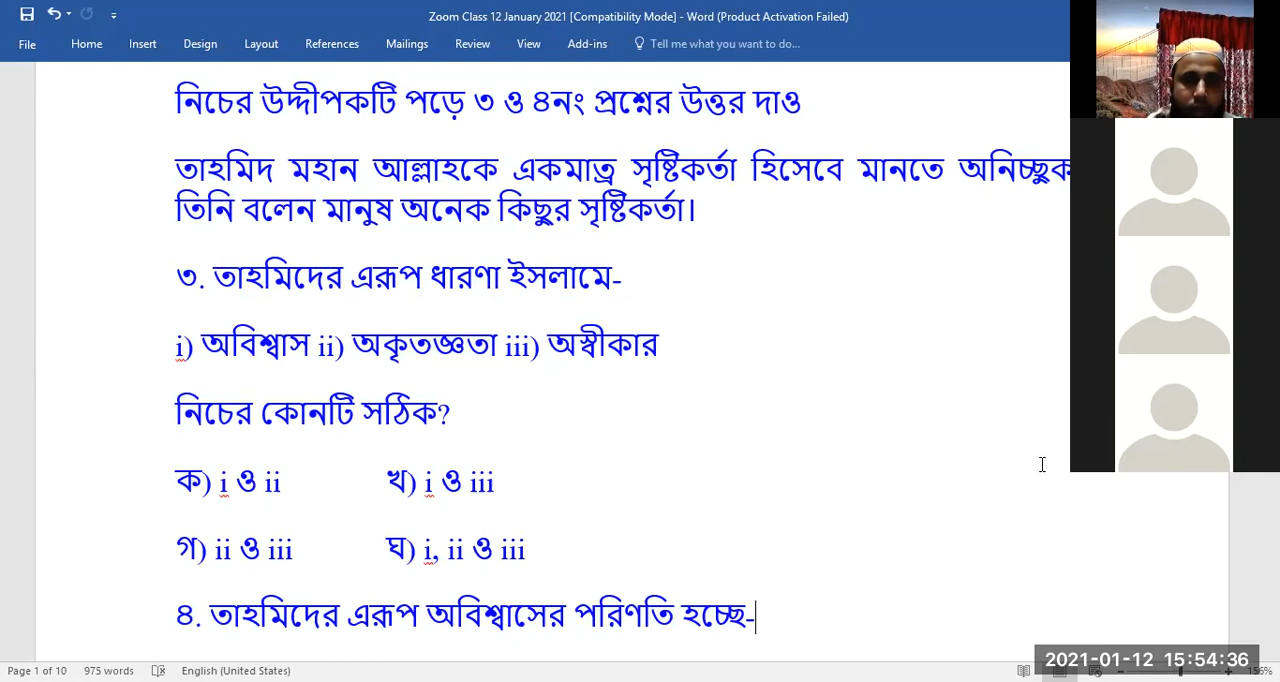 Zoom Class 12 January 2021 [Compatibility Mode] - Word (Product Activation Failed)
File Home Insert Design Layout References Mailings Review View Add-ins Tell me what you want to do...
নিচের উদ্দীপকটি পড়ে ৩ ও ৪নং প্রশ্নের উত্তর দাও
তাহমিদ মহান আল্লাহকে একমাত্র সৃষ্টিকর্তা হিসেবে মানতে অনিচ্ছুক
তিনি বলেন মানুষ অনেক কিছুর সৃষ্টিকর্তা।
৩. তাহমিদের এরূপ ধারণা ইসলামে-
i) অবিশ্বাস ii) অকৃতজ্ঞতা iii) অস্বীকার
নিচের কোনটি সঠিক?
ক) i ও ii খ) i ও iii
গ) ii ও iii ঘ) i, ii ও iii
৪. তাহমিদের এরূপ অবিশ্বাসের পরিণতি হচ্ছে-
Page 1 of 10 975 words English (United States) 156%
2021-01-12 15:54:36